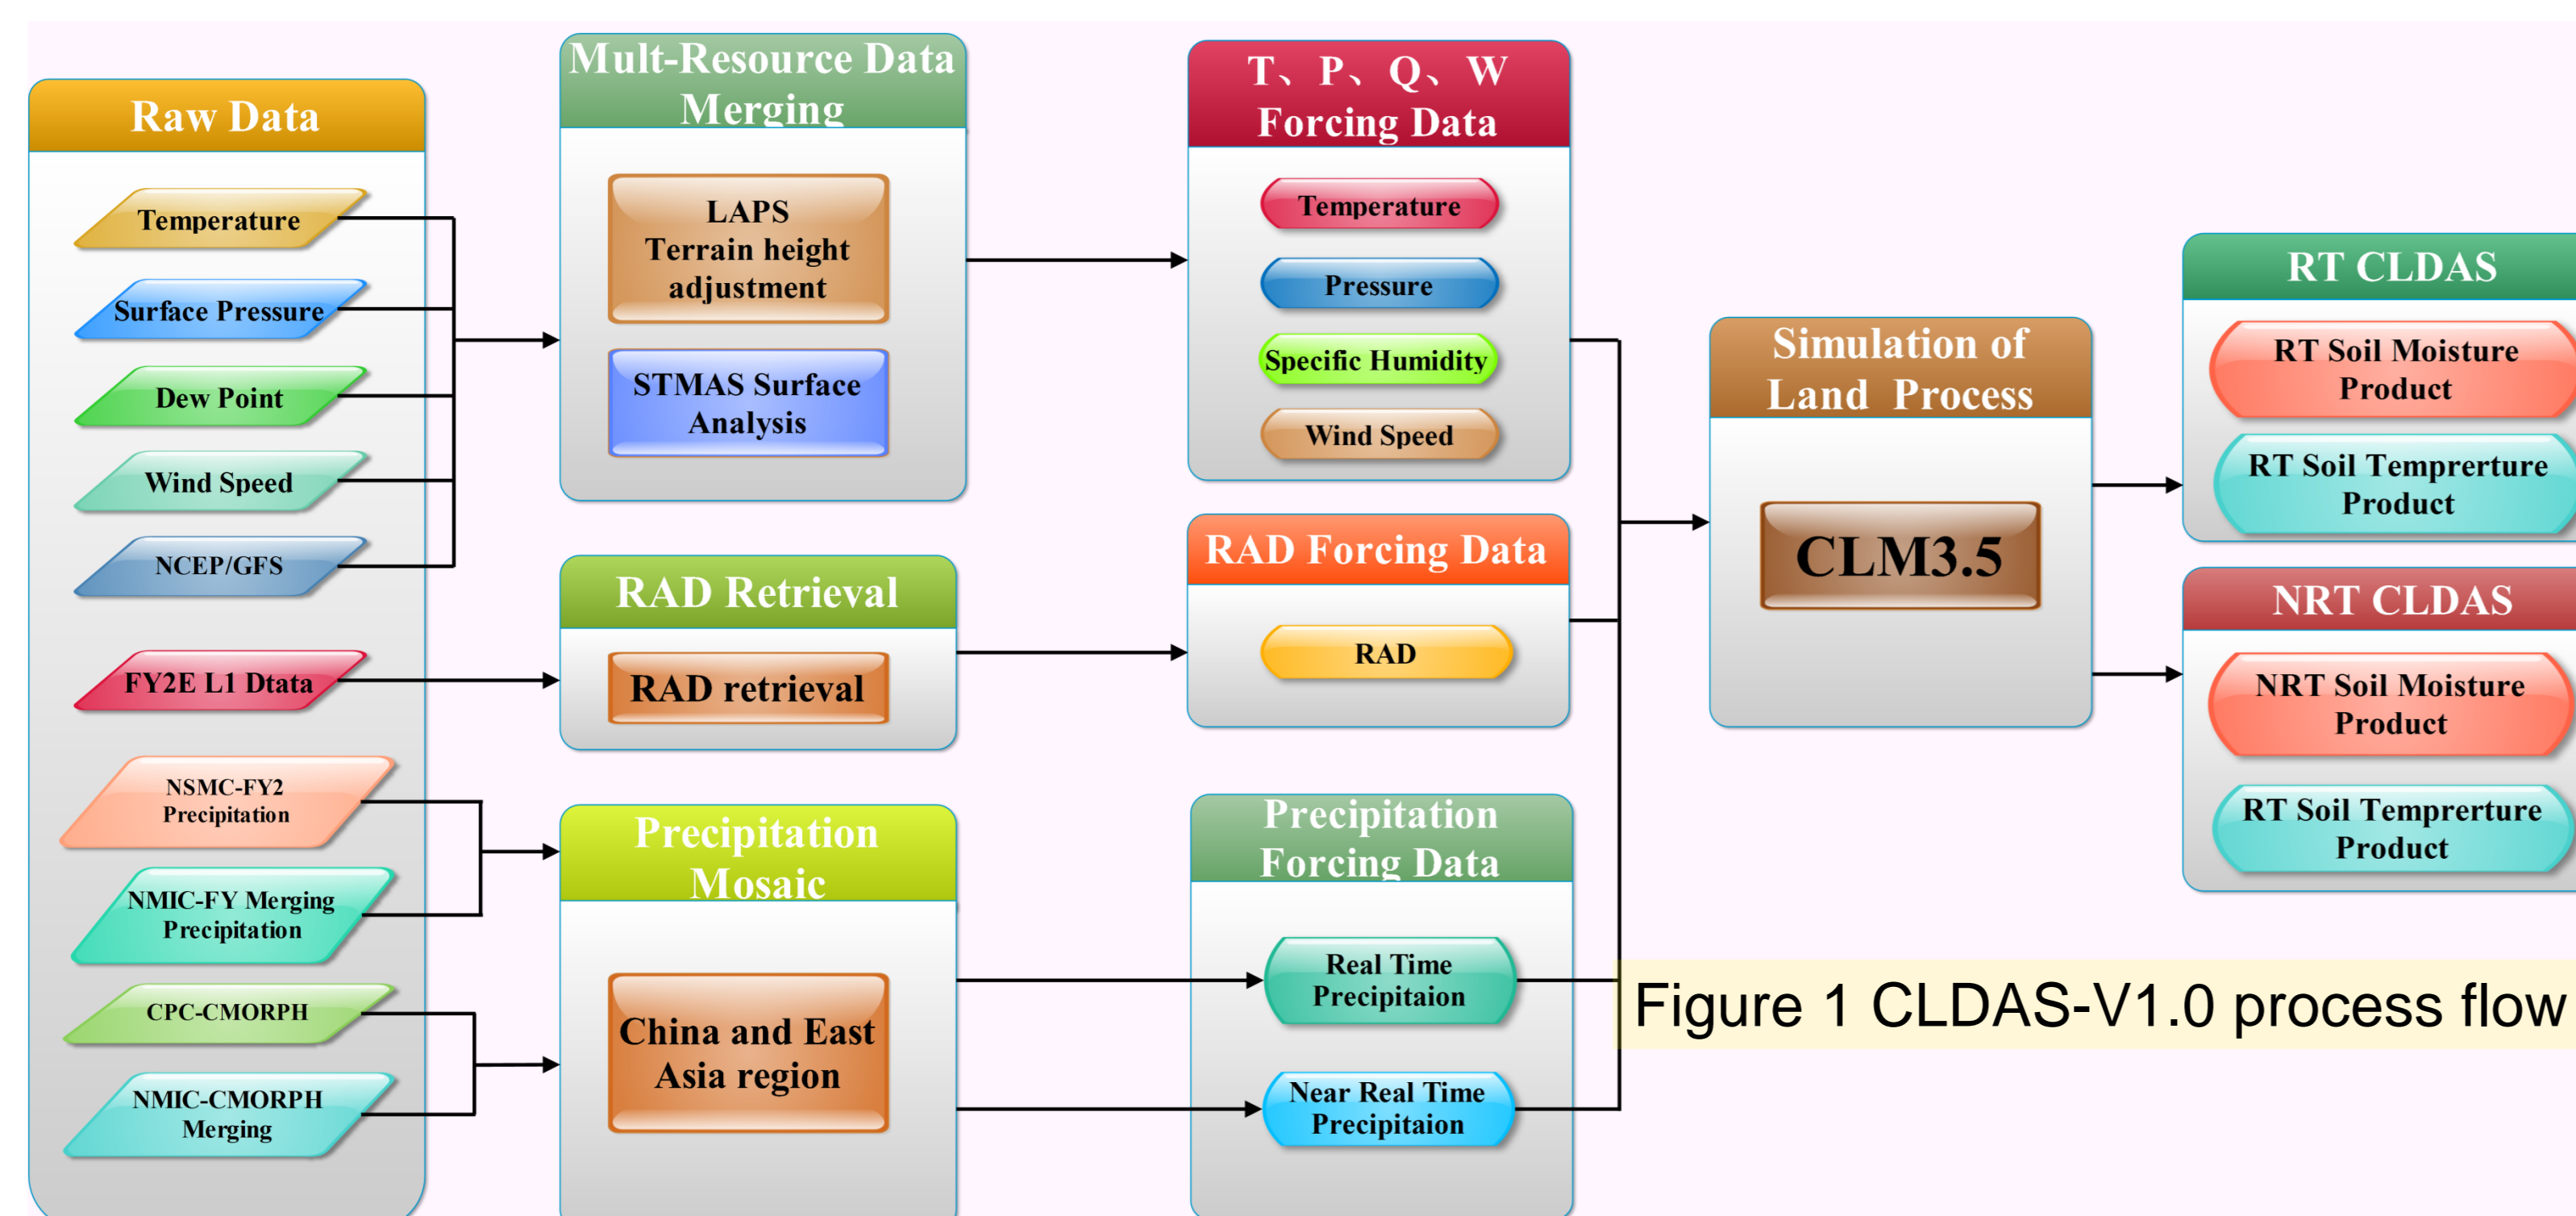 Raw Data
Temperature
Surface Pressure
Dew Point
Wind Speed
NCEP/GFS
FY2E L1 Dtata
NSMC-FY2
Precipitation
NMIC-FY Merging
Precipitation
CPC-CMORPH
NMIC-CMORPH
Merging
Mult-Resource Data
Merging
LAPS
Terrain height
adjustment
STMAS Surface
Analysis
RAD Retrieval
RAD retrieval
Precipitation
Mosaic
China and East
Asia region
T、P、Q、W
Forcing Data
Temperature
Pressure
Specific Humidity
Wind Speed
RAD Forcing Data
RAD
Precipitation
Forcing Data
Real Time
Precipitaion
Near Real Time
Precipitaion
Simulation of
Land Process
CLM3.5
RT CLDAS
RT Soil Moisture
Product
RT Soil Temprerture
Product
NRT CLDAS
NRT Soil Moisture
Product
RT Soil Temprerture
Product
Figure 1 CLDAS-V1.0 process flow